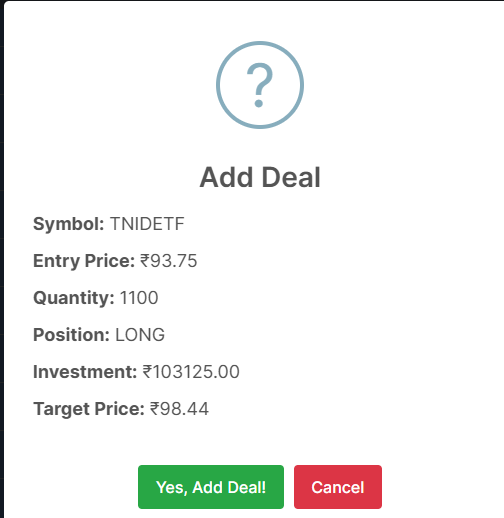 ?
Add Deal
Symbol: TNIDETF
Entry Price: ₹93.75
Quantity: 1100
Position: LONG
Investment: ₹103125.00
Target Price: ₹98.44
Yes, Add Deal! Cancel